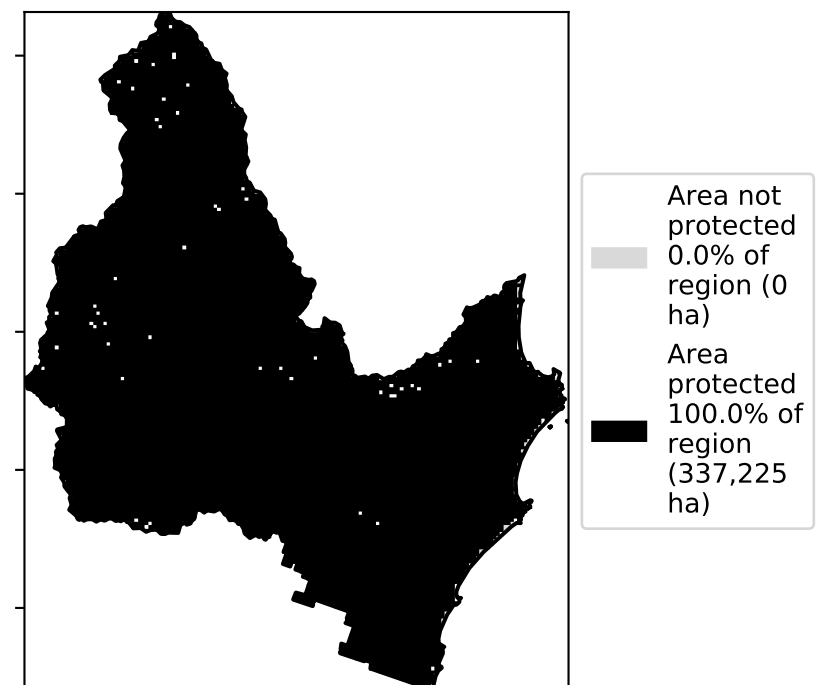 Area not
protected
0.0% of
region (0
ha)
Area
protected
100.0% of
region
(337,225
ha)